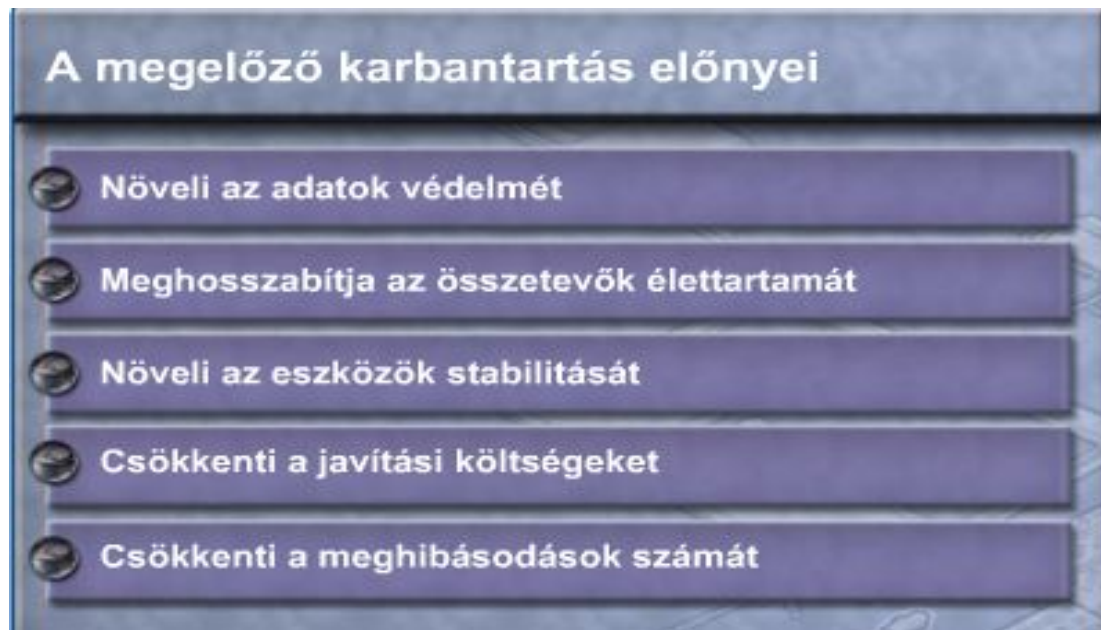 A megelőző karbantartás előnyei
Növeli az adatok védelmét
Meghosszabítja az összetevők élettartamát
Növeli az eszközök stabilitását
Csökkenti a javítási költségeket
Csökkenti a meghibásodások számát